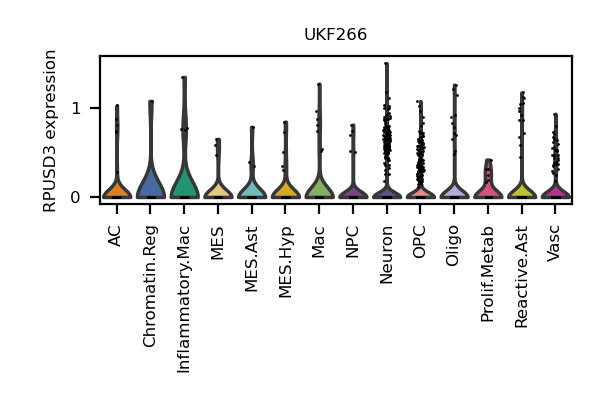 UKF266
RPUSD3 expression
1
0
AC
Chromatin.Reg
Inflammatory.Mac
MES
MES.Ast
MES.Hyp
Mac
NPC
Neuron
OPC
Oligo
Prolif.Metab
Reactive.Ast
Vasc